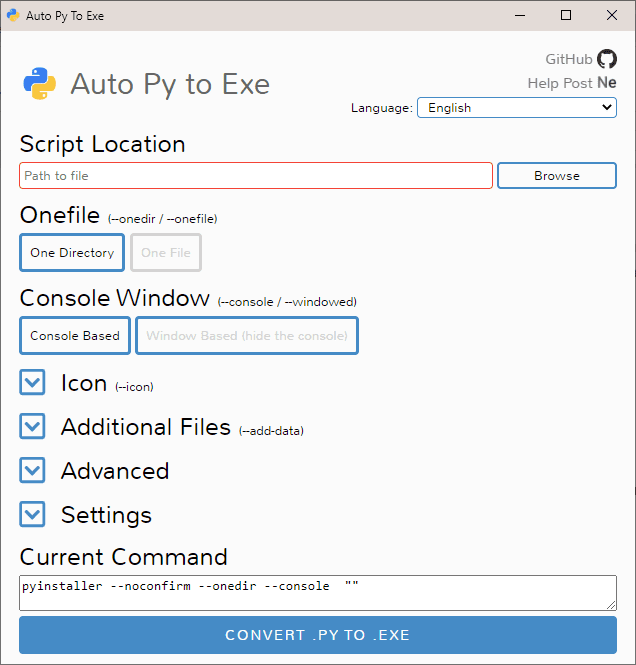 Auto Py To Exe
GitHub
Auto Py to Exe
Help Post Ne
Language: English
Script Location
Path to file
Browse
Onefile (--onedir / --onefile)
One Directory One File
Console Window (--console / --windowed)
Console Based Window Based (hide the console)
Icon (--icon)
Additional Files (--add-data)
Advanced
Settings
Current Command
pyinstaller --noconfirm --onedir --console  ""
CONVERT .PY TO .EXE